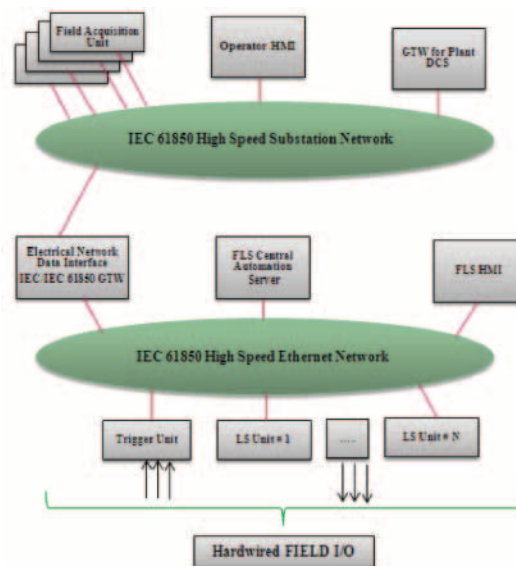 Field Acquisition
Unit
Operator HMI
GTW for Plant
DCS
IEC 61850 High Speed Substation Network
Electrical Network
Data Interface
IEC/IEC 61850 GTW
FLS Central
Automation
Server
FLS HMI
IEC 61850 High Speed Ethernet Network
Trigger Unit
LS Unit # 1
.....
LS Unit # N
Hardwired FIELD I/O